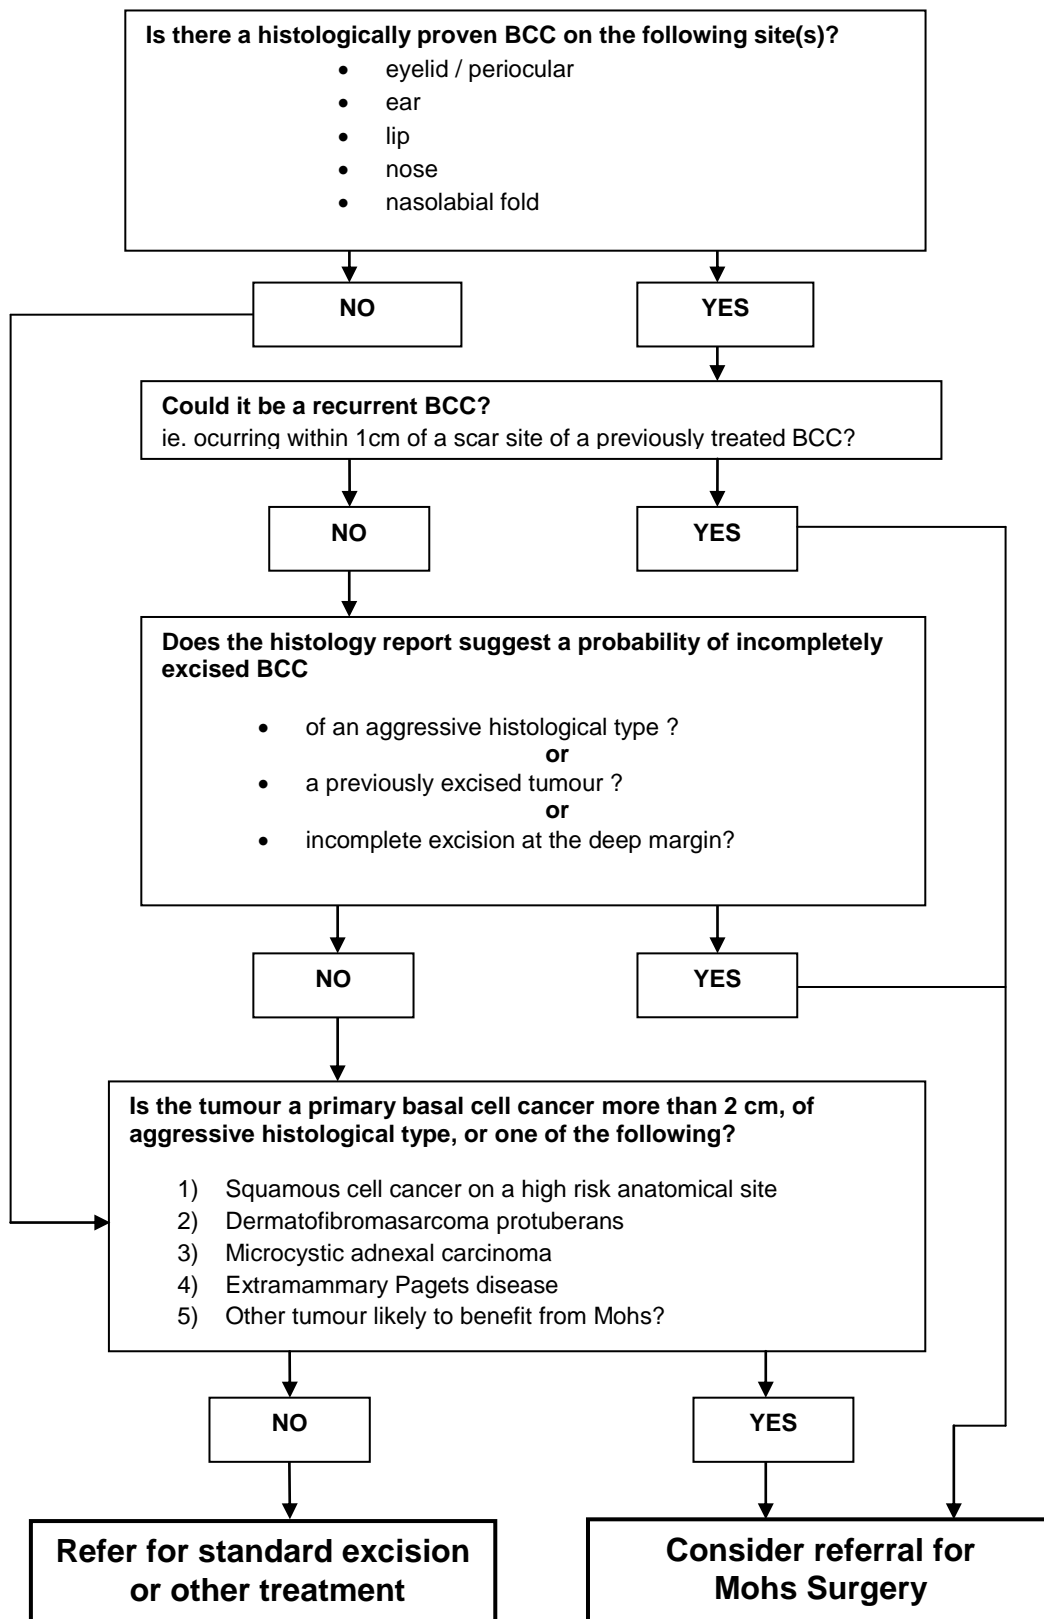 Is there a histologically proven BCC on the following site(s)?
• eyelid / periocular
• ear
• lip
• nose
• nasolabial fold
NO
YES
Could it be a recurrent BCC?
ie. ocurring within 1cm of a scar site of a previously treated BCC?
NO
YES
Does the histology report suggest a probability of incompletely
excised BCC
• of an aggressive histological type ?
or
• a previously excised tumour ?
or
• incomplete excision at the deep margin?
NO
YES
Is the tumour a primary basal cell cancer more than 2 cm, of
aggressive histological type, or one of the following?
1) Squamous cell cancer on a high risk anatomical site
2) Dermatofibromasarcoma protuberans
3) Microcystic adnexal carcinoma
4) Extramammary Pagets disease
5) Other tumour likely to benefit from Mohs?
NO
YES
Refer for standard excision
or other treatment
Consider referral for
Mohs Surgery